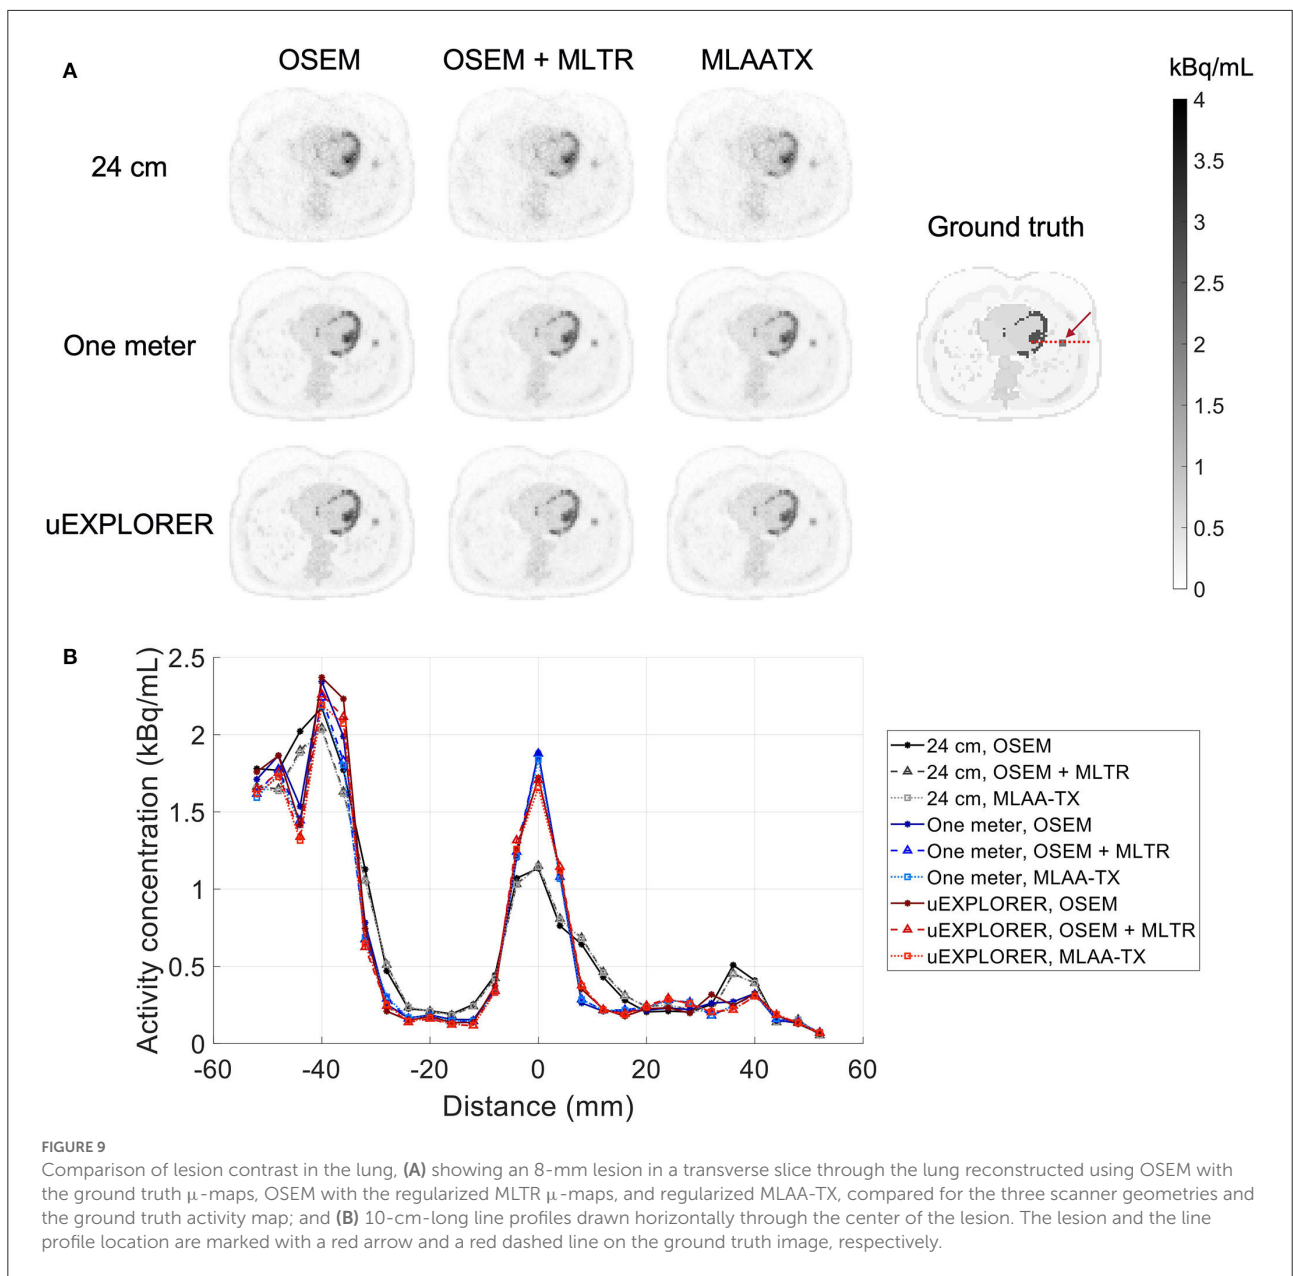 A
OSEM
OSEM + MLTR
MLAATX
kBq/mL
24 cm
One meter
uEXPLORER
Ground truth
4
3.5
3
2.5
2
1.5
1
0.5
0
B
Activity concentration (kBq/mL)
2.5
2
1.5
1
0.5
0
-60
-40
-20
0
20
40
60
Distance (mm)
24 cm, OSEM
24 cm, OSEM + MLTR
24 cm, MLAA-TX
One meter, OSEM
One meter, OSEM + MLTR
One meter, MLAA-TX
uEXPLORER, OSEM
uEXPLORER, OSEM + MLTR
uEXPLORER, MLAA-TX
FIGURE 9
Comparison of lesion contrast in the lung, (A) showing an 8-mm lesion in a transverse slice through the lung reconstructed using OSEM with
the ground truth μ-maps, OSEM with the regularized MLTR μ-maps, and regularized MLAA-TX, compared for the three scanner geometries and
the ground truth activity map; and (B) 10-cm-long line profiles drawn horizontally through the center of the lesion. The lesion and the line
profile location are marked with a red arrow and a red dashed line on the ground truth image, respectively.